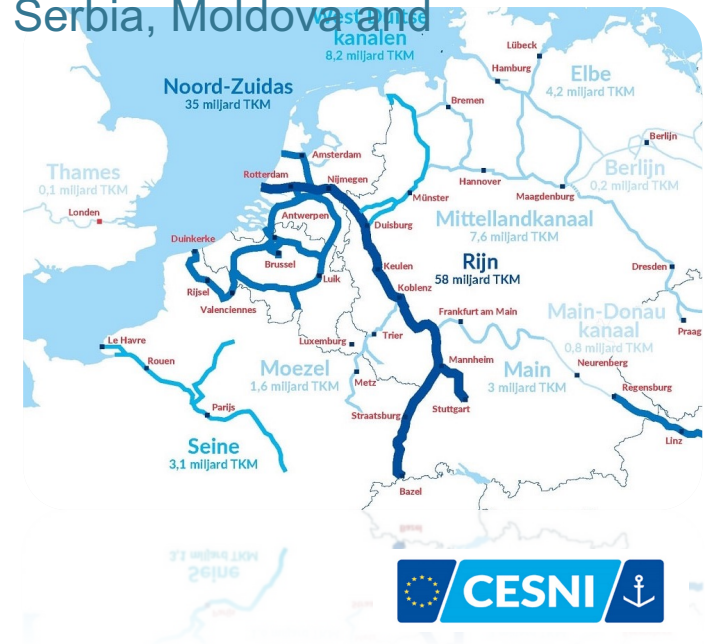 Serbia, Moldova and
West-Duitse
kanalen
8,2 miljard TKM
Lübeck
Hamburg
Elbe
4,2 miljard TKM
Noord-Zuidas
35 miljard TKM
Bremen
Berlijn
Amsterdam
Thames
0,1 miljard TKM
Rotterdam
Nijmegen
Hannover
Berlijn
0,2 miljard TKM
Londen
Münster
Maagdenburg
Antwerpen
Duisburg
Mittellandkanaal
7,6 miljard TKM
Duinkerke
Brussel
Keulen
Rijn
58 miljard TKM
Dresden
Rijsel
Luik
Koblenz
Valenciennes
Frankfurt am Main
Main-Donau
kanaal
0,8 miljard TKM
Praag
Le Havre
Luxemburg
Trier
Rouen
Moezel
1,6 miljard TKM
Mannheim
Main
3 miljard TKM
Neurenberg
Metz
Regensburg
Parijs
Straatsburg
Stuttgart
Linz
Seine
3,1 miljard TKM
Bazel
CESNI